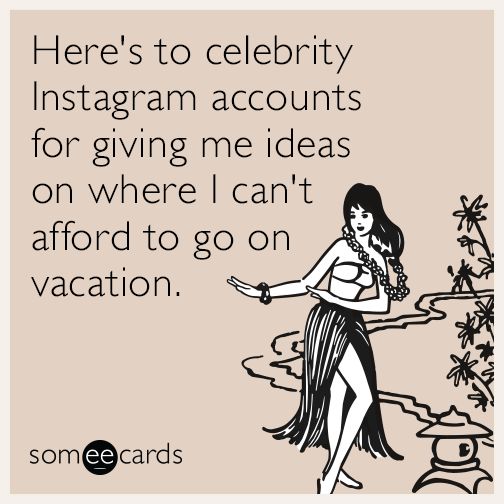 Here's to celebrity
Instagram accounts
for giving me ideas
on where I can't
afford to go on
vacation.
someecards